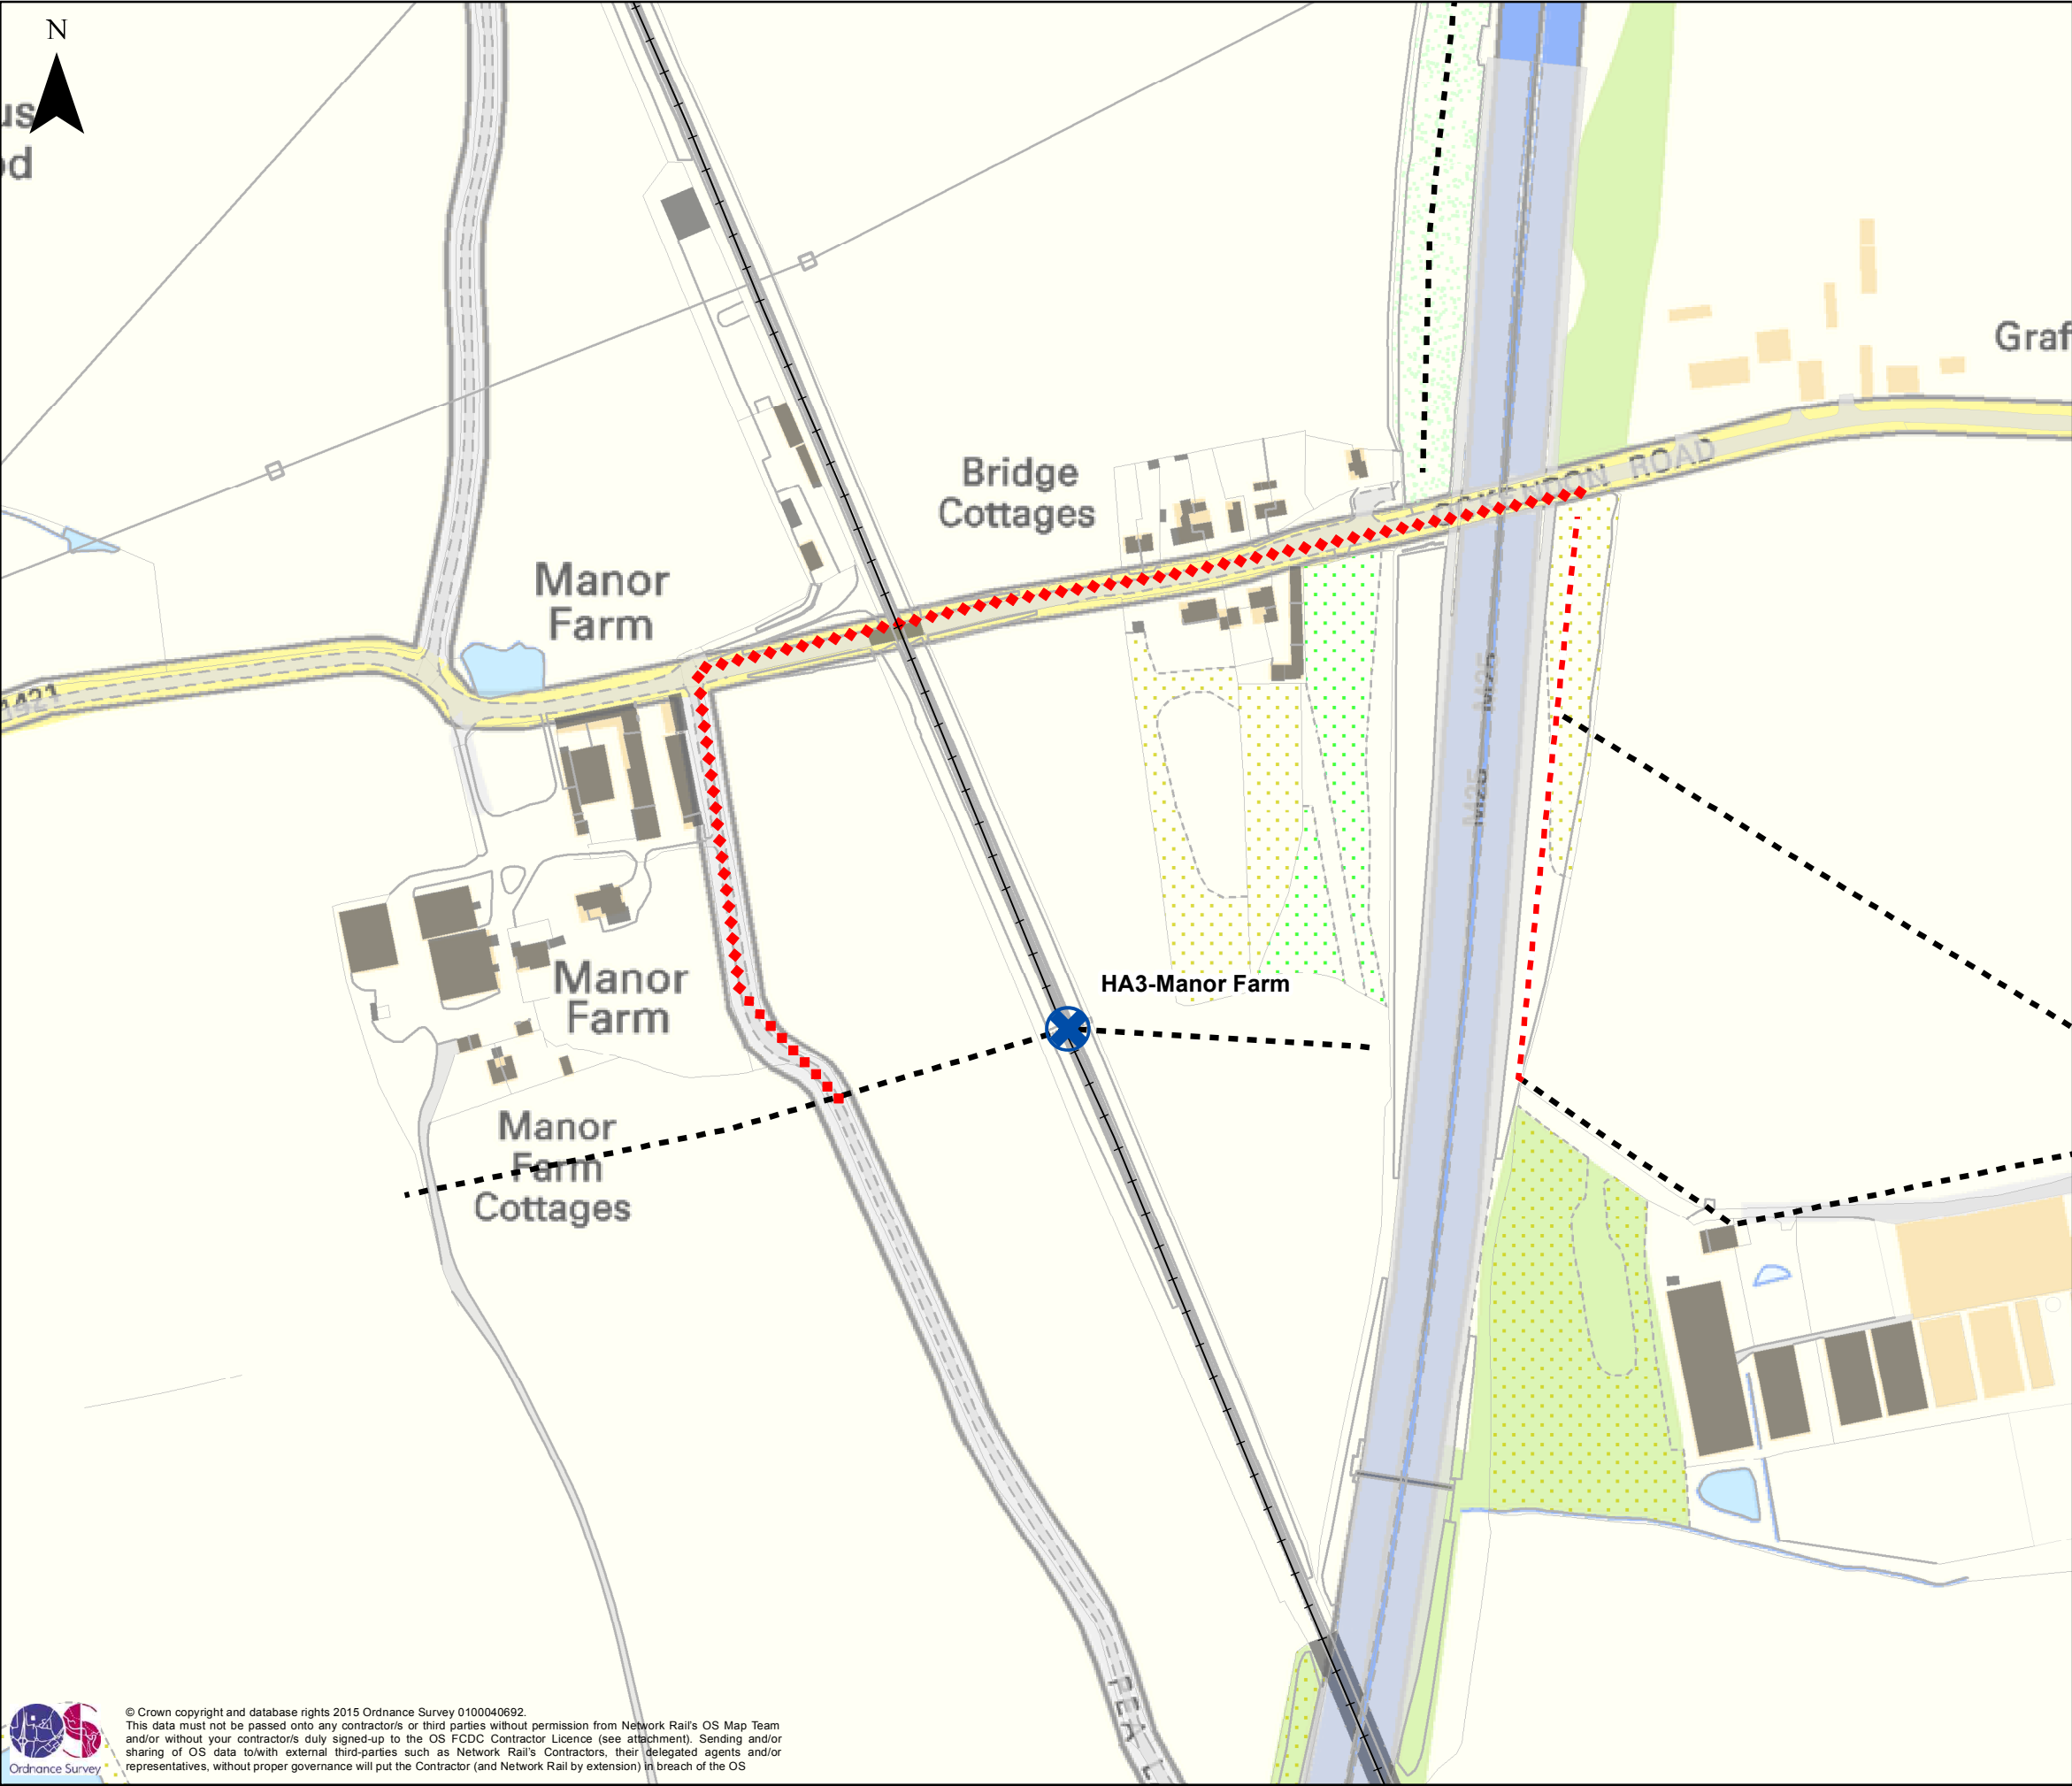 N
Graf
Bridge
Cottages
ROAD
Manor
Farm
M25
M25
HA3-Manor Farm
Manor
Farm
Manor
Farm
Cottages
© Crown copyright and database rights 2015 Ordnance Survey 0100040692.
This data must not be passed onto any contractor/s or third parties without permission from Network Rail's OS Map Team
and/or without your contractor/s duly signed-up to the OS FCDC Contractor Licence (see attachment). Sending and/or
sharing of OS data to/with external third-parties such as Network Rail's Contractors, their delegated agents and/or
representatives, without proper governance will put the Contractor (and Network Rail by extension) in breach of the OS
Ordnance Survey